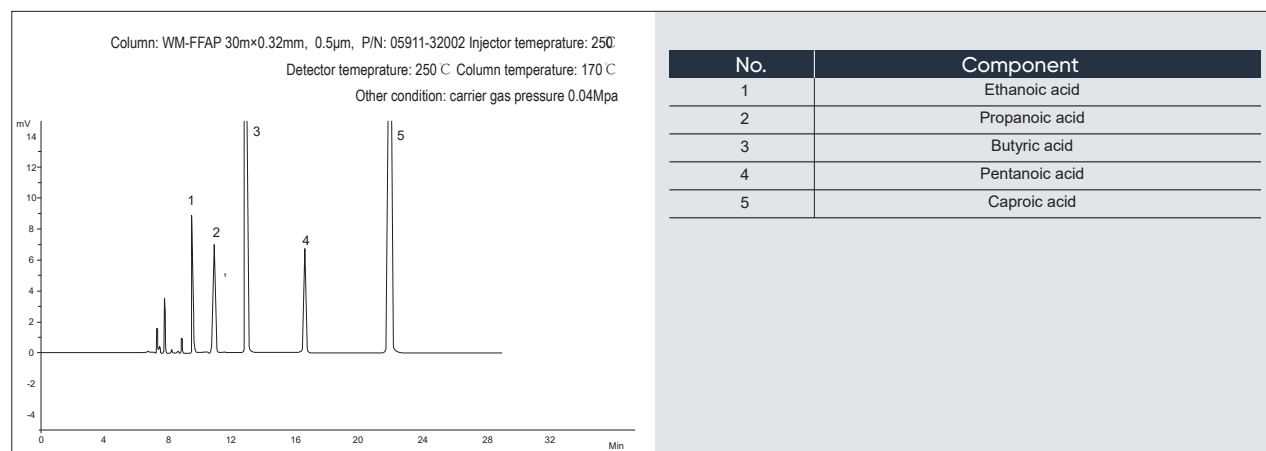 Column: WM-FFAP 30m×0.32mm, 0.5μm, P/N: 05911-32002 Injector temeprature: 250℃
Detector temeprature: 250℃ Column temperature: 170℃
Other condition: carrier gas pressure 0.04Mpa
mV
14
12
10
8
6
4
2
0
-2
-4
1
2
,
3
4
5
0 4 8 12 16 20 24 28 32 Min
No. Component
1 Ethanoic acid
2 Propanoic acid
3 Butyric acid
4 Pentanoic acid
5 Caproic acid